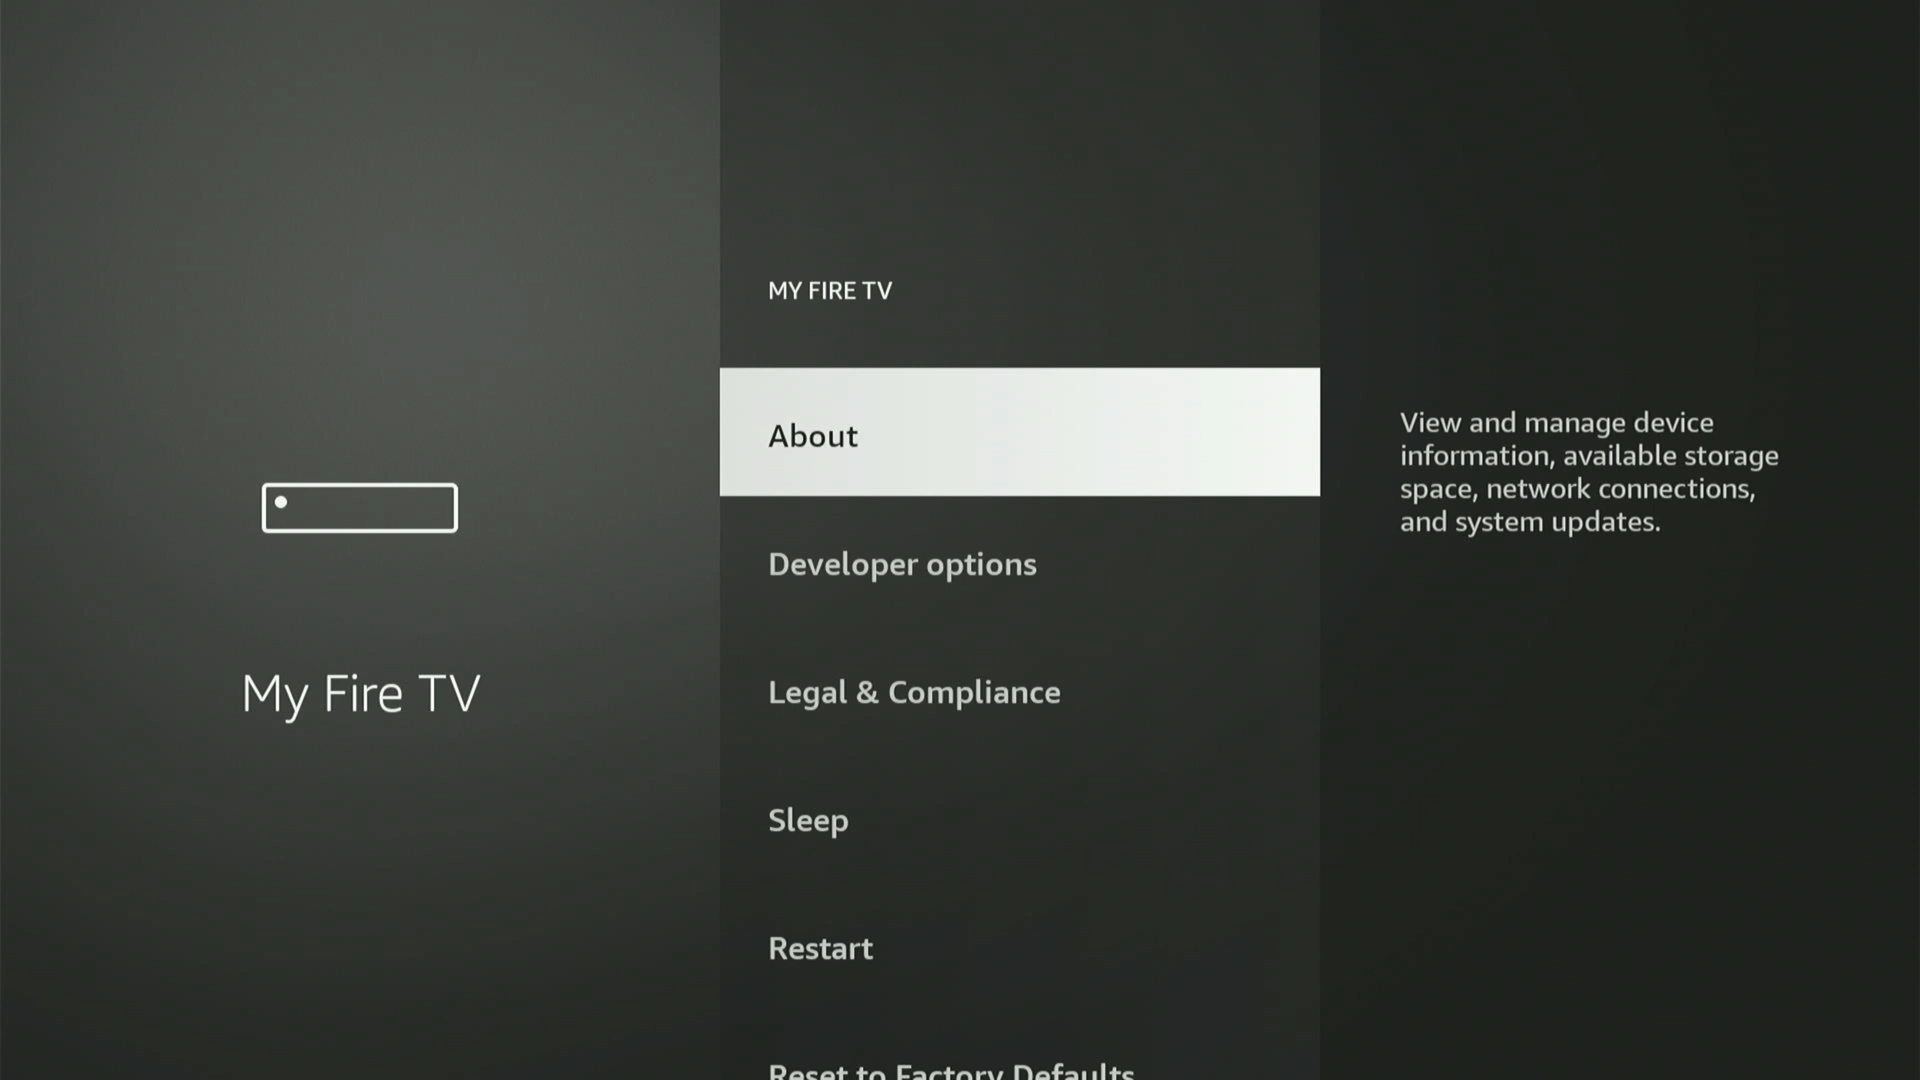 My Fire TV
MY FIRE TV
About
Developer options
Legal & Compliance
Sleep
Restart
Reset to Factory Defaults
View and manage device
information, available storage
space, network connections,
and system updates.